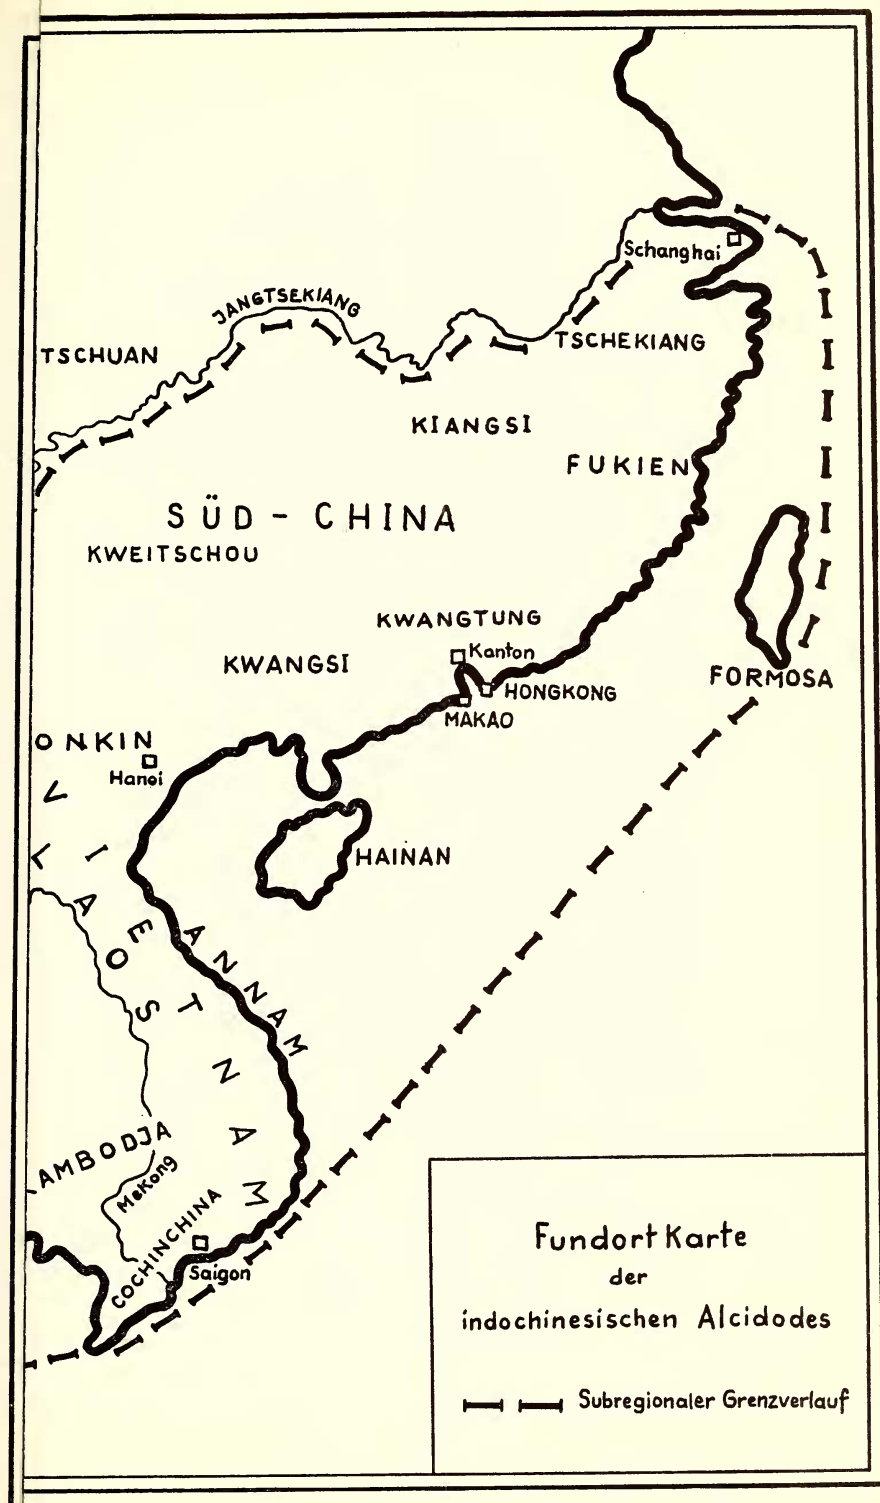 Schanghai
JANGTSEKIANG
TSCHEKIANG
TSCHUAN
KIANGSI
FUKIEN
SÜD-CHINA
KWEITSCHOU
KWANGTUNG
Kanton
KWANGSI
FORMOSA
HONGKONG
MAKAO
ONKIN
Hanoi
VIETNAM
HAINAN
LAOS
ANNAM
AMBODJA
Mekong
COCHINCHINA
Saigon
Fundort Karte
der
indochinesischen Alcidodes
Subregionaler Grenzverlauf